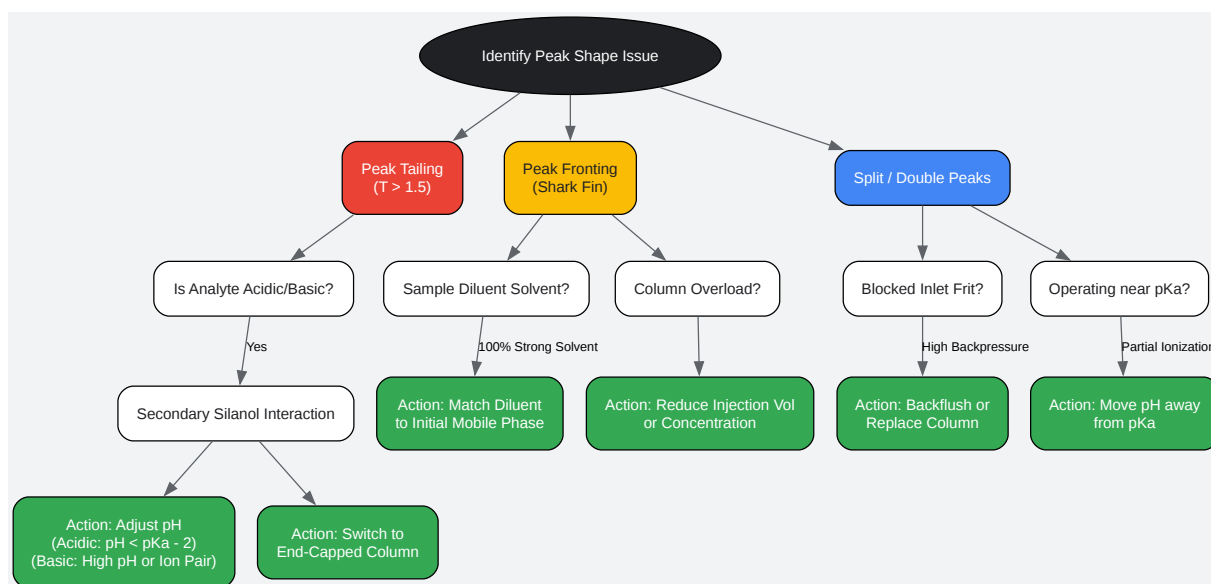 Identify Peak Shape Issue
Peak Tailing
(T > 1.5)
Peak Fronting
(Shark Fin)
Split / Double Peaks
Is Analyte Acidic/Basic?
Sample Diluent Solvent?
Column Overload?
Blocked Inlet Frit?
Operating near pKa?
Yes
100% Strong Solvent
High Backpressure
Partial Ionization
Secondary Silanol Interaction
Action: Match Diluent
to Initial Mobile Phase
Action: Reduce Injection Vol
or Concentration
Action: Backflush or
Replace Column
Action: Move pH away
from pKa
Action: Adjust pH
(Acidic: pH < pKa - 2)
(Basic: High pH or Ion Pair)
Action: Switch to
End-Capped Column